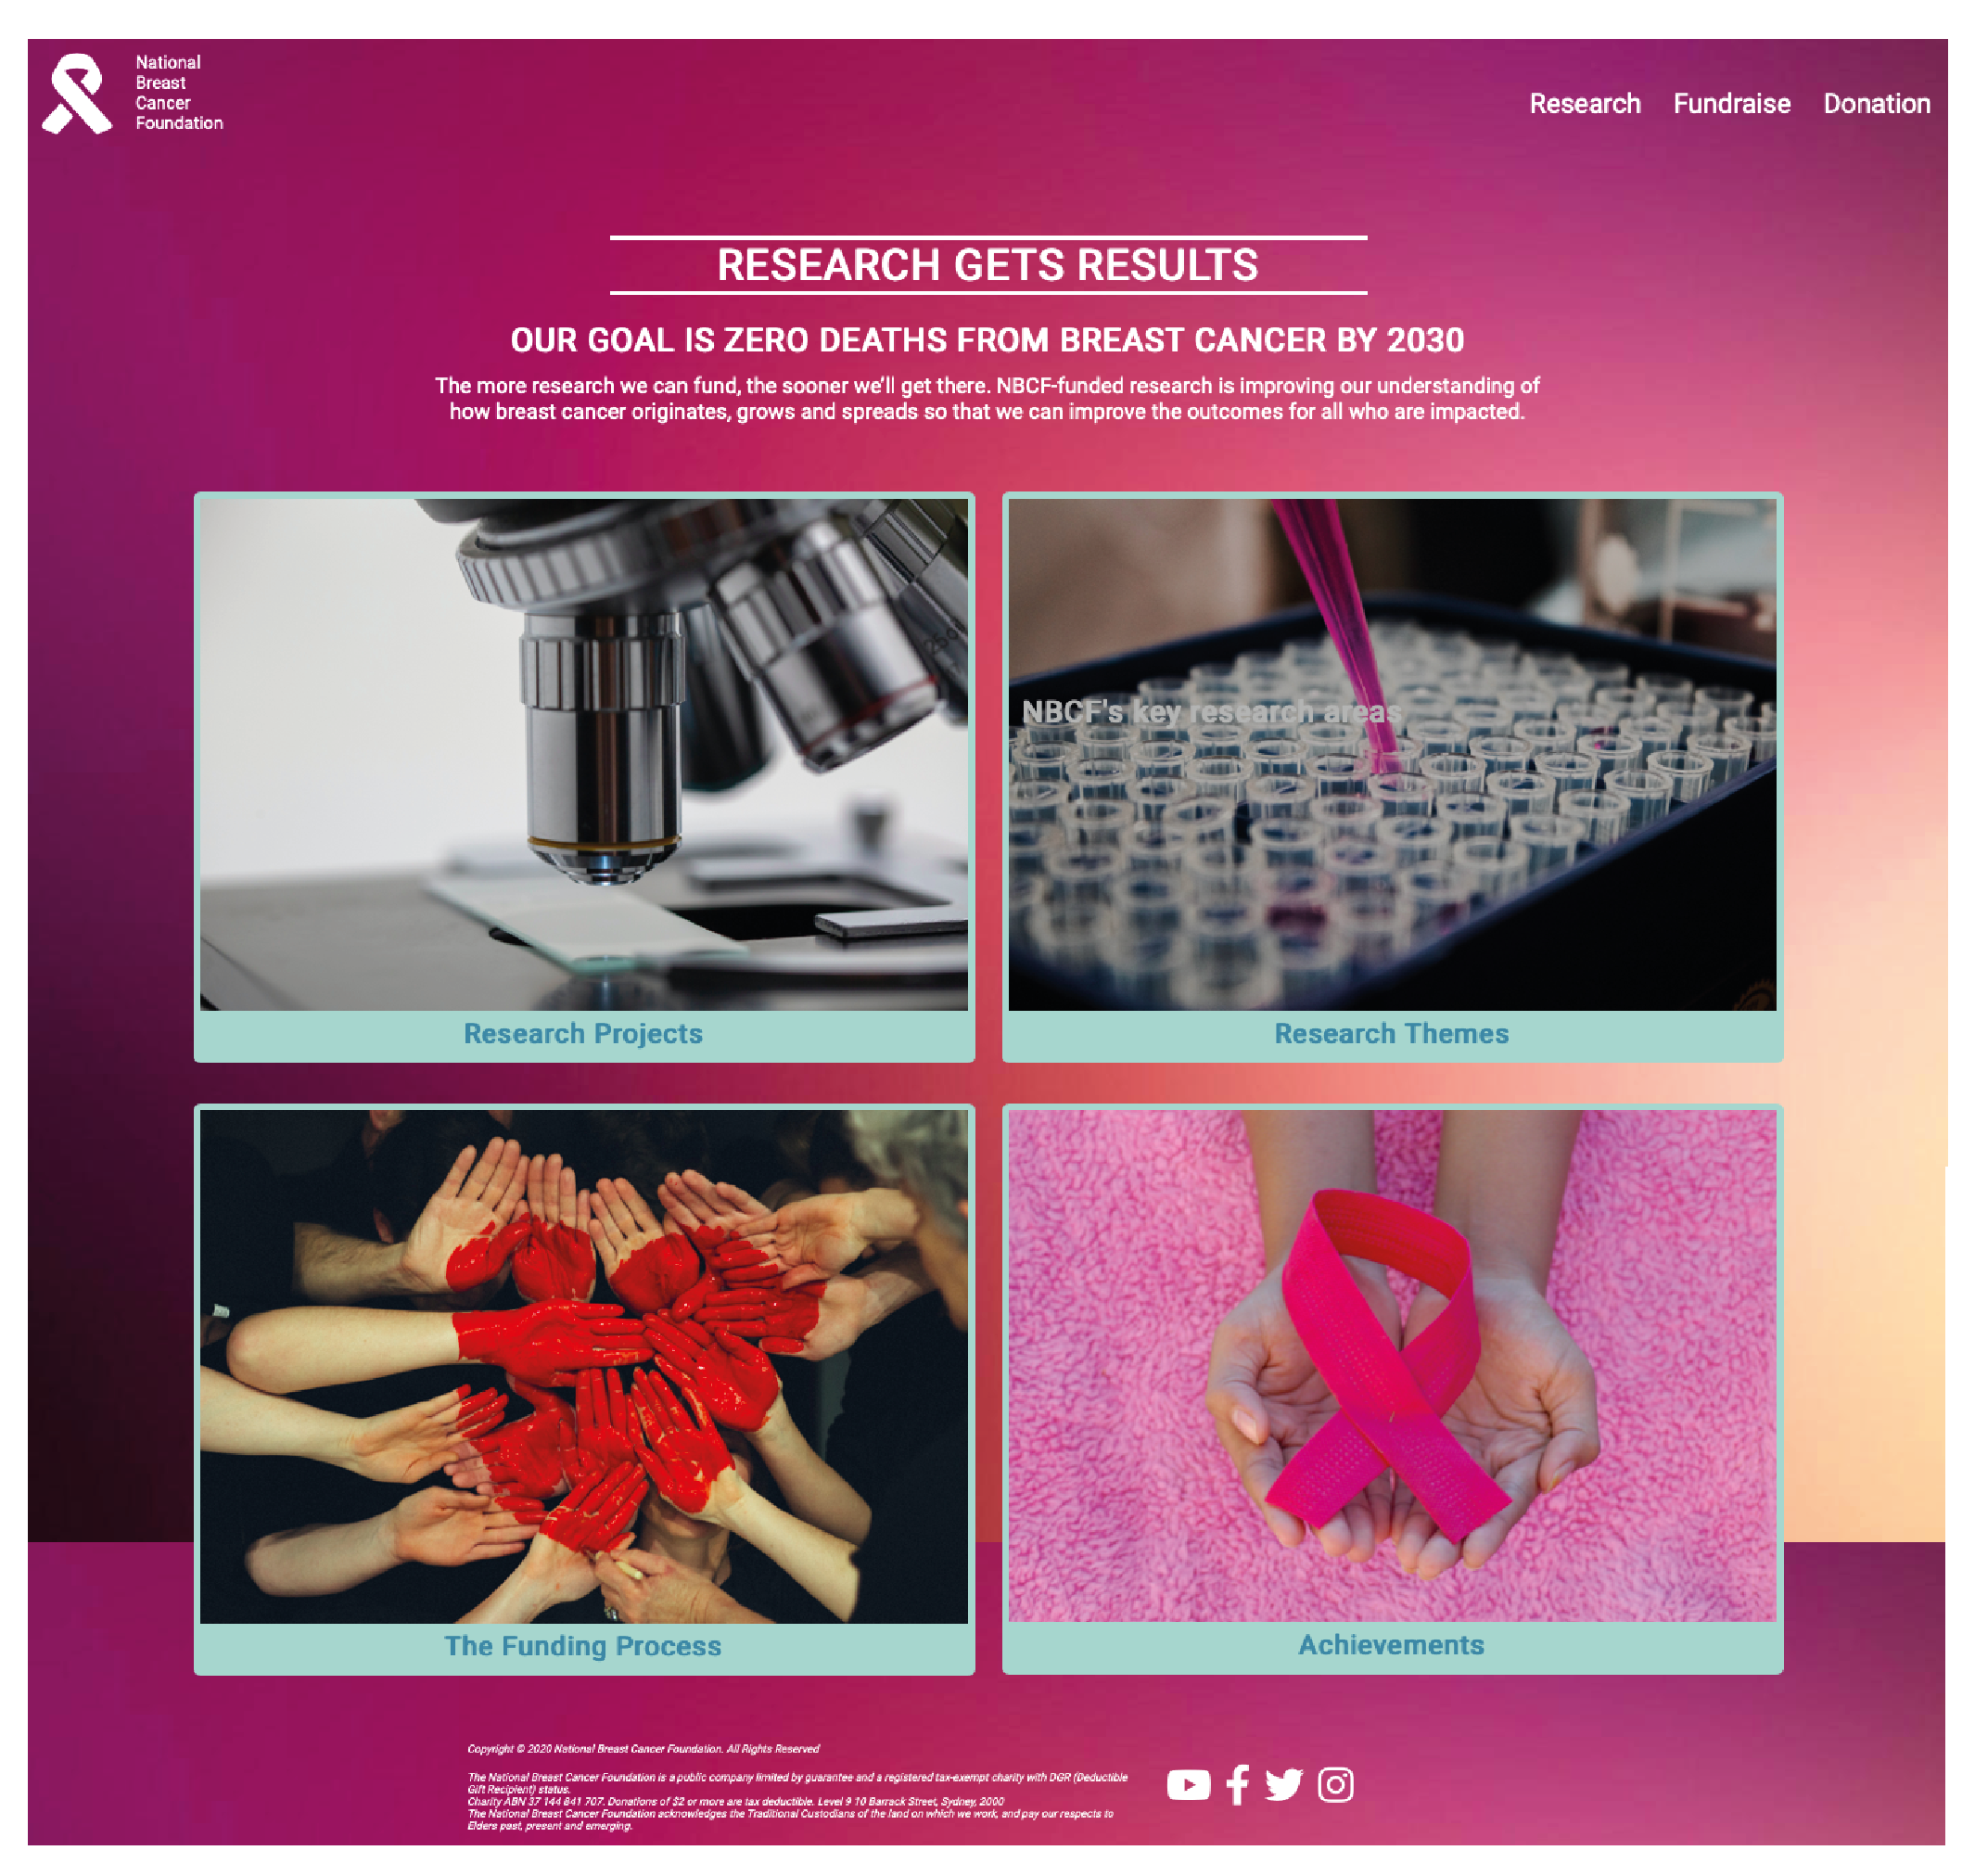 National
Breast
Cancer
Foundation
Research Fundraise Donation
RESEARCH GETS RESULTS
OUR GOAL IS ZERO DEATHS FROM BREAST CANCER BY 2030
The more research we can fund, the sooner we'll get there. NBCF-funded research is improving our understanding of
how breast cancer originates, grows and spreads so that we can improve the outcomes for all who are impacted.
NBCF's key research areas
Research Projects
Research Themes
The Funding Process
Achievements
Copyright © 2020 National Breast Cancer Foundation. All Rights Reserved
The National Breast Cancer Foundation is a public company limited by guarantee and a registered tax-exempt charity with DGR (Deductible
Gift Recipient) status.
Charity ABN 37 144 841 707. Donations of $2 or more are tax deductible. Level 9 10 Barrack Street, Sydney, 2000
The National Breast Cancer Foundation acknowledges the Traditional Custodians of the land on which we work, and pay our respects to
Elders past, present and emerging.